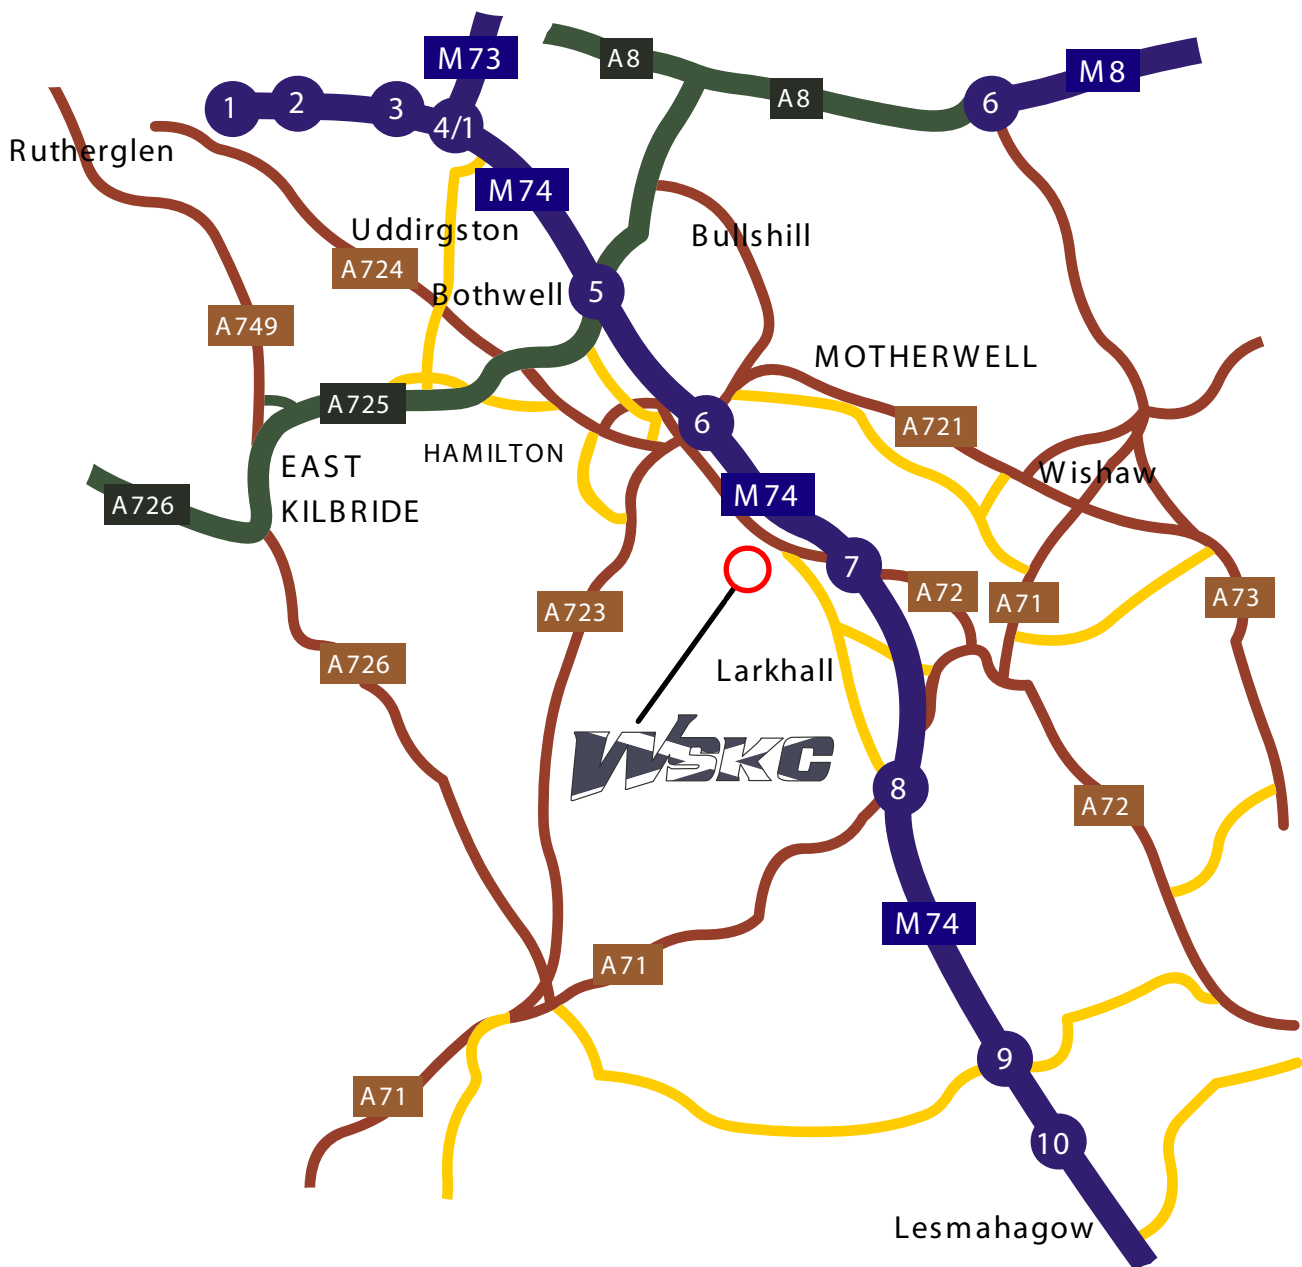 M73
A8
M8
A8
6
1
2
3
4/1
Rutherglen
M74
Uddirgston
Bullshill
A724
Bothwell
5
A749
MOTHERWELL
A725
6
A721
HAMILTON
EAST
KILBRIDE
Wishaw
M74
A726
7
A72
A71
A73
A723
A726
Larkhall
WSKC
8
A72
M74
A71
9
A71
10
Lesmahagow